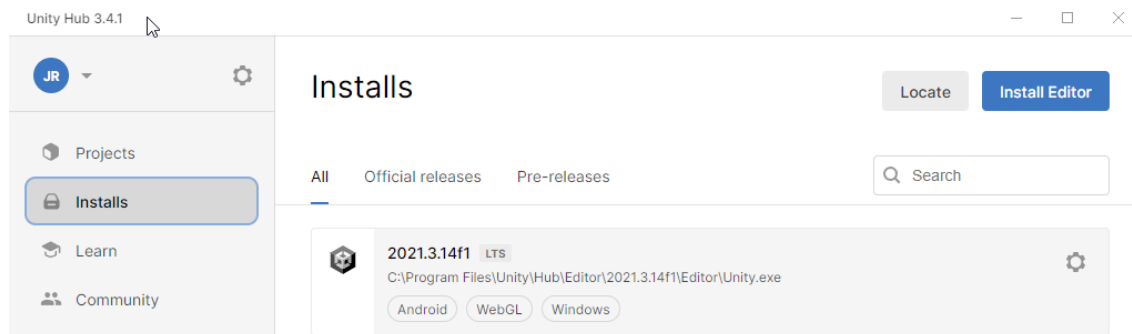 Unity Hub 3.4.1
JR
Projects
Installs
Learn
Community
Installs
Locate
Install Editor
All Official releases Pre-releases
Search
2021.3.14f1 LTS
C:\Program Files\Unity\Hub\Editor\2021.3.14f1\Editor\Unity.exe
Android WebGL Windows